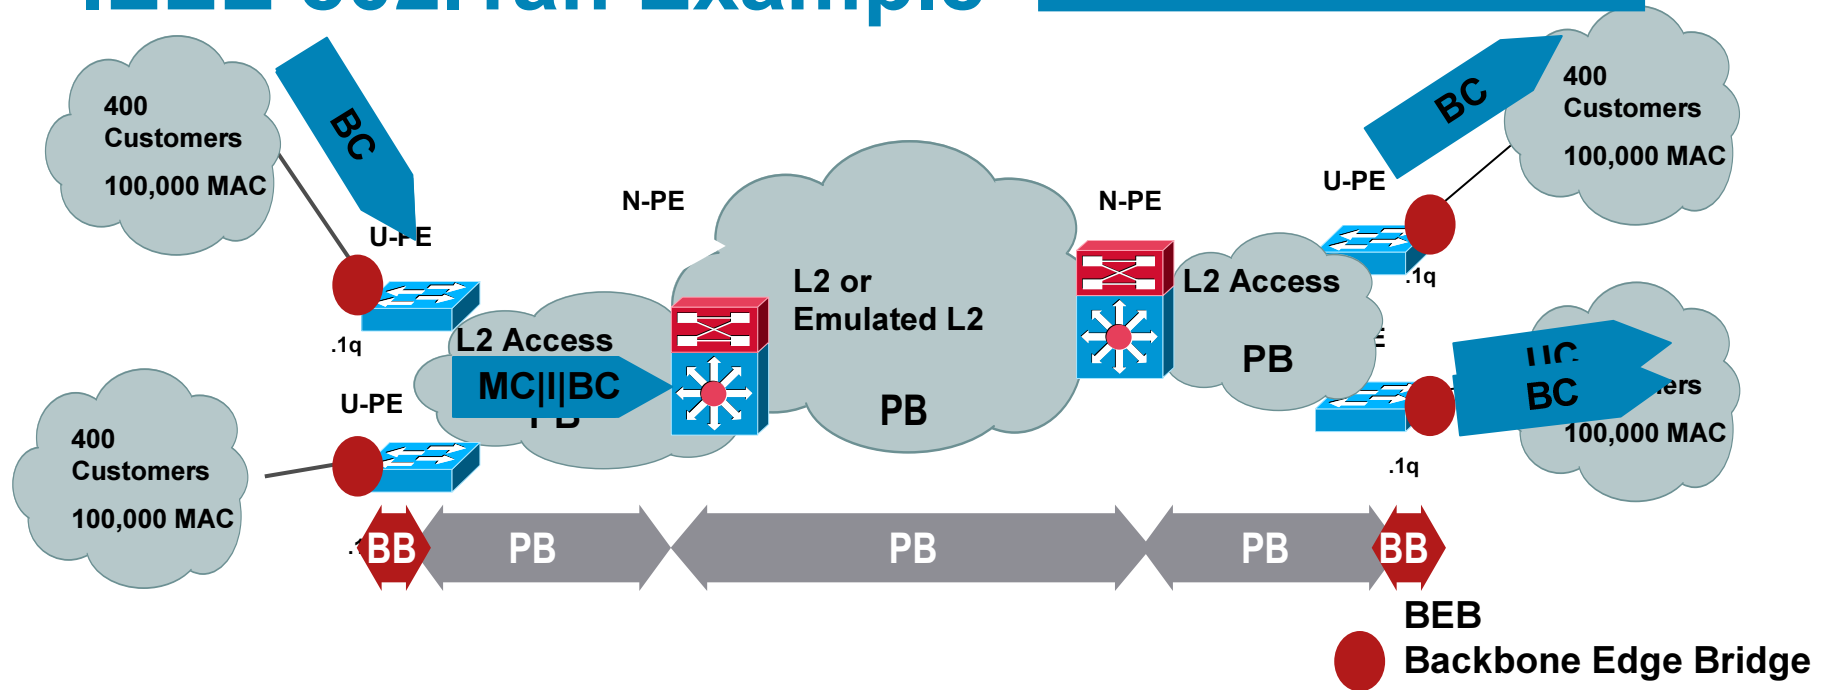 400
Customers
100,000 MAC
BC
BC
400
Customers
100,000 MAC
U-PE
N-PE
N-PE
U-PE
.1q
L2 Access
MC|I||BC
PB
L2 or
Emulated L2
PB
L2 Access
PB
.1q
U-PE
400
Customers
100,000 MAC
UC
BC
100,000 MAC
.1q
BB
PB
PB
PB
BB
BEB
Backbone Edge Bridge